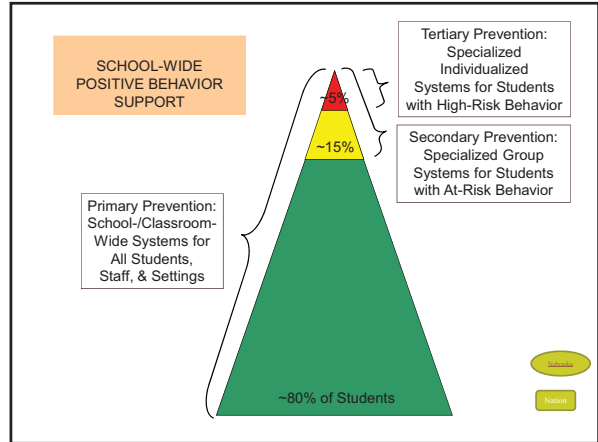 SCHOOL-WIDE
POSITIVE BEHAVIOR
SUPPORT
Tertiary Prevention:
Specialized
Individualized
Systems for Students
with High-Risk Behavior
~5%
Secondary Prevention:
Specialized Group
Systems for Students
with At-Risk Behavior
~15%
Primary Prevention:
School-/Classroom-
Wide Systems for
All Students,
Staff, & Settings
~80% of Students
Nebraska
Nation